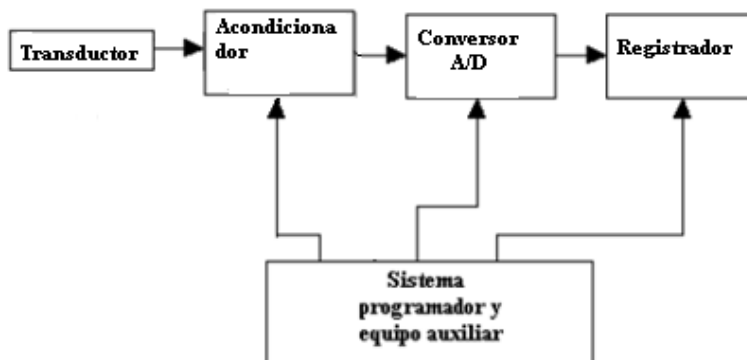 Transductor
Acondiciona
dor
Conversor
A/D
Registrador
Sistema
programador y
equipo auxiliar